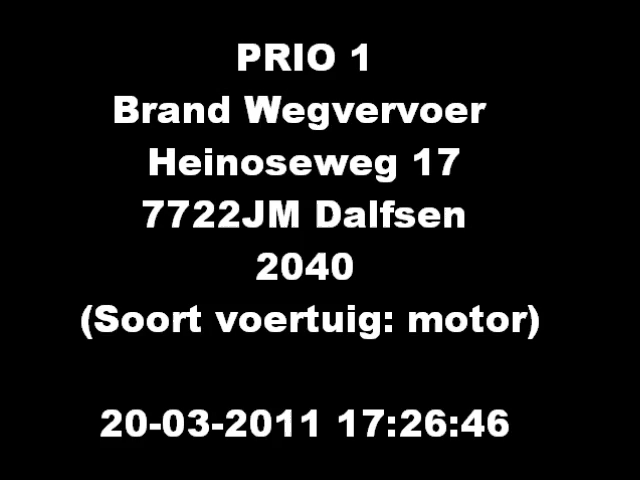 PRIO 1
Brand Wegvervoer
Heinoseweg 17
7722JM Dalfsen
2040
(Soort voertuig: motor)
20-03-2011 17:26:46